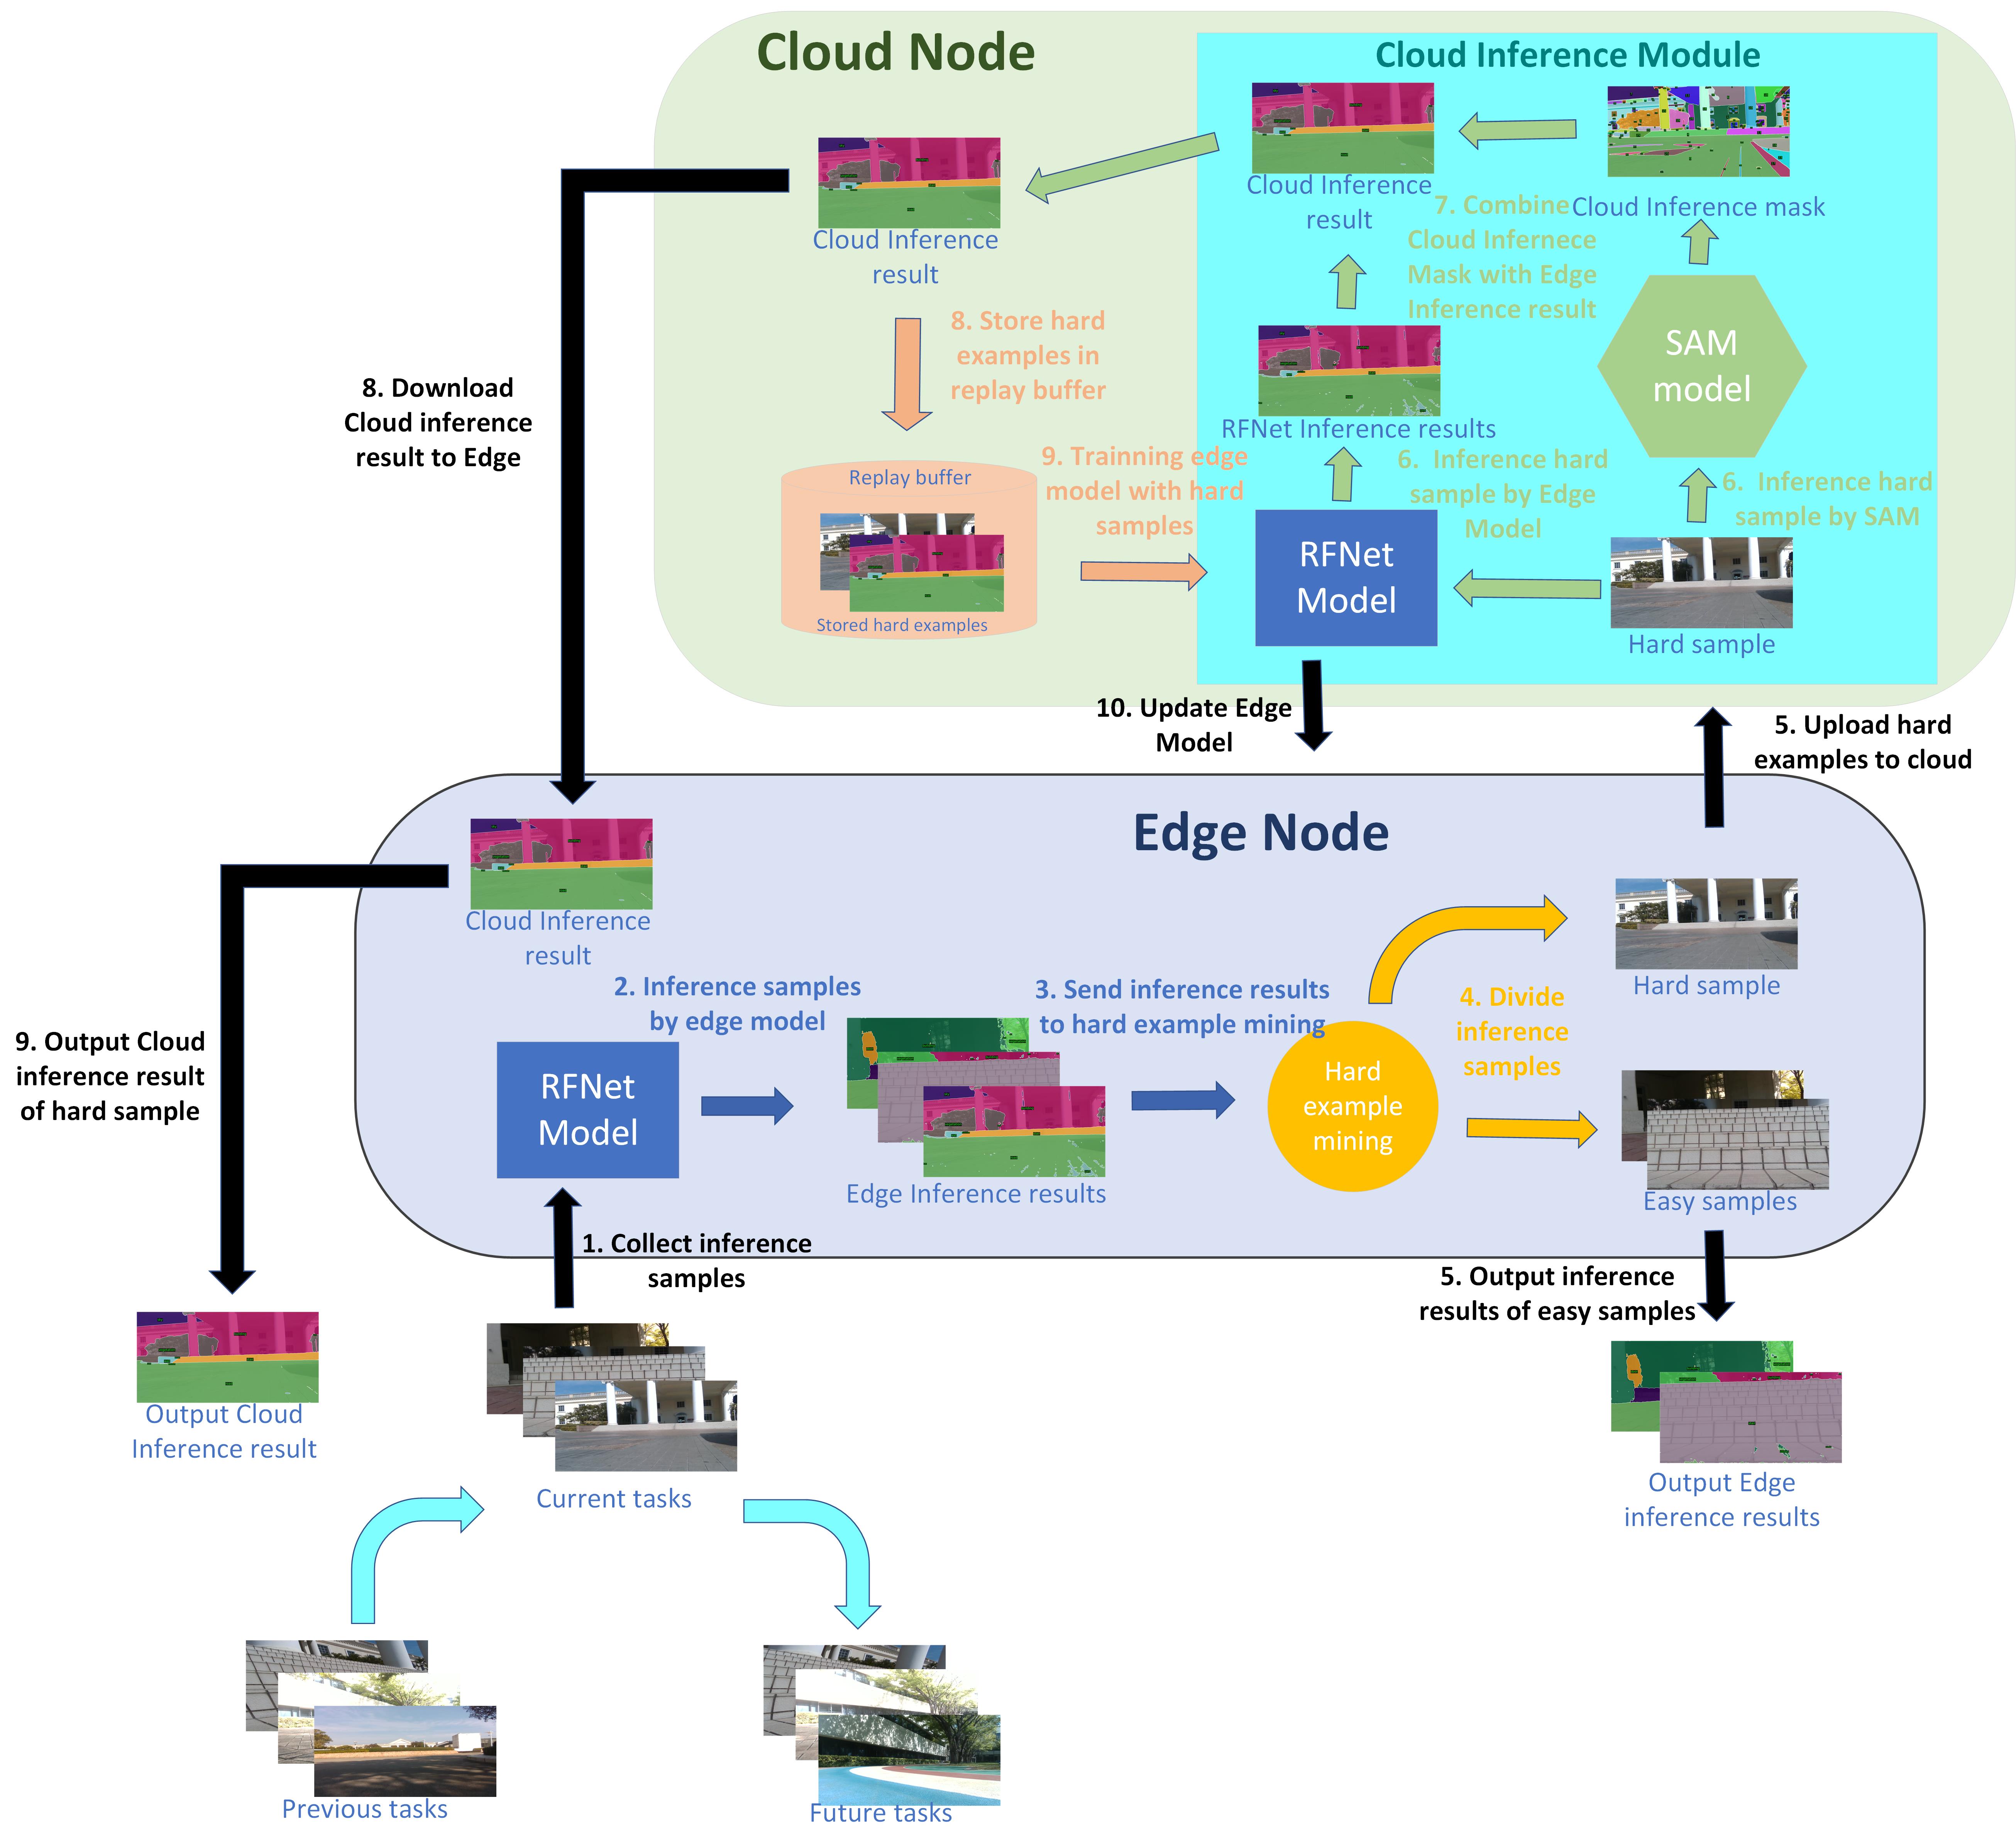 Cloud Node
Cloud Inference Module
Cloud Inference
result
Cloud Inference
result
7. Combine
Cloud Infernece
Mask with Edge
Inference result
Cloud Inference mask
SAM
model
8. Store hard
examples in
replay buffer
8. Download
Cloud inference
result to Edge
RFNet Inference results
9. Trainning edge
model with hard
samples
6. Inference hard
sample by Edge
Model
6. Inference hard
sample by SAM
Replay buffer
Stored hard examples
RFNet
Model
Hard sample
10. Update Edge
Model
5. Upload hard
examples to cloud
Edge Node
Cloud Inference
result
2. Inference samples
by edge model
3. Send inference results
to hard example mining
4. Divide
inference
samples
Hard sample
9. Output Cloud
inference result
of hard sample
RFNet
Model
Edge Inference results
Hard
example
mining
Easy samples
1. Collect inference
samples
5. Output inference
results of easy samples
Output Cloud
Inference result
Current tasks
Output Edge
inference results
Previous tasks
Future tasks